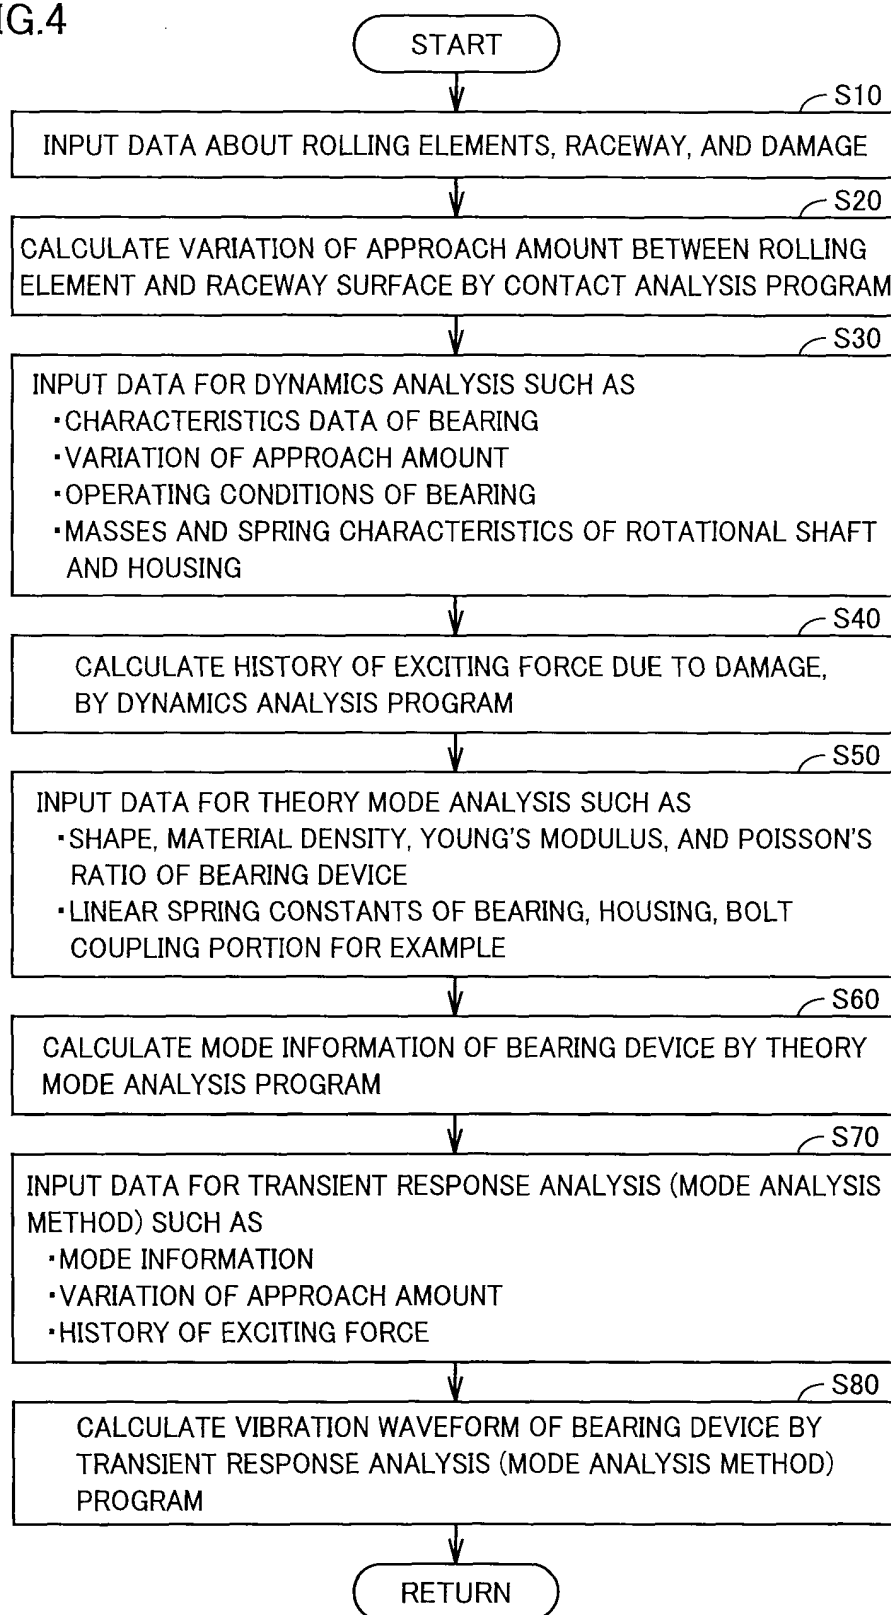 IG.4
START
S10
INPUT DATA ABOUT ROLLING ELEMENTS, RACEWAY, AND DAMAGE
S20
CALCULATE VARIATION OF APPROACH AMOUNT BETWEEN ROLLING
ELEMENT AND RACEWAY SURFACE BY CONTACT ANALYSIS PROGRAM
S30
INPUT DATA FOR DYNAMICS ANALYSIS SUCH AS
・CHARACTERISTICS DATA OF BEARING
・VARIATION OF APPROACH AMOUNT
・OPERATING CONDITIONS OF BEARING
・MASSES AND SPRING CHARACTERISTICS OF ROTATIONAL SHAFT
AND HOUSING
S40
CALCULATE HISTORY OF EXCITING FORCE DUE TO DAMAGE,
BY DYNAMICS ANALYSIS PROGRAM
S50
INPUT DATA FOR THEORY MODE ANALYSIS SUCH AS
・SHAPE, MATERIAL DENSITY, YOUNG'S MODULUS, AND POISSON'S
RATIO OF BEARING DEVICE
・LINEAR SPRING CONSTANTS OF BEARING, HOUSING, BOLT
COUPLING PORTION FOR EXAMPLE
S60
CALCULATE MODE INFORMATION OF BEARING DEVICE BY THEORY
MODE ANALYSIS PROGRAM
S70
INPUT DATA FOR TRANSIENT RESPONSE ANALYSIS (MODE ANALYSIS
METHOD) SUCH AS
・MODE INFORMATION
・VARIATION OF APPROACH AMOUNT
・HISTORY OF EXCITING FORCE
S80
CALCULATE VIBRATION WAVEFORM OF BEARING DEVICE BY
TRANSIENT RESPONSE ANALYSIS (MODE ANALYSIS METHOD)
PROGRAM
RETURN